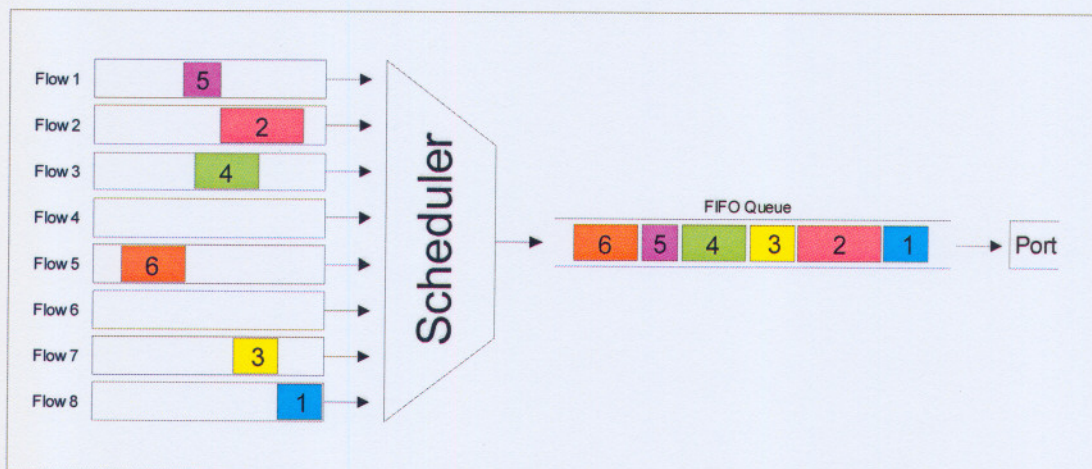 Flow 1
5
Flow 2
2
Flow 3
4
Flow 4
Flow 5
6
Flow 6
Flow 7
3
Flow 8
1
Scheduler
FIFO Queue
6 5 4 3 2 1
Port